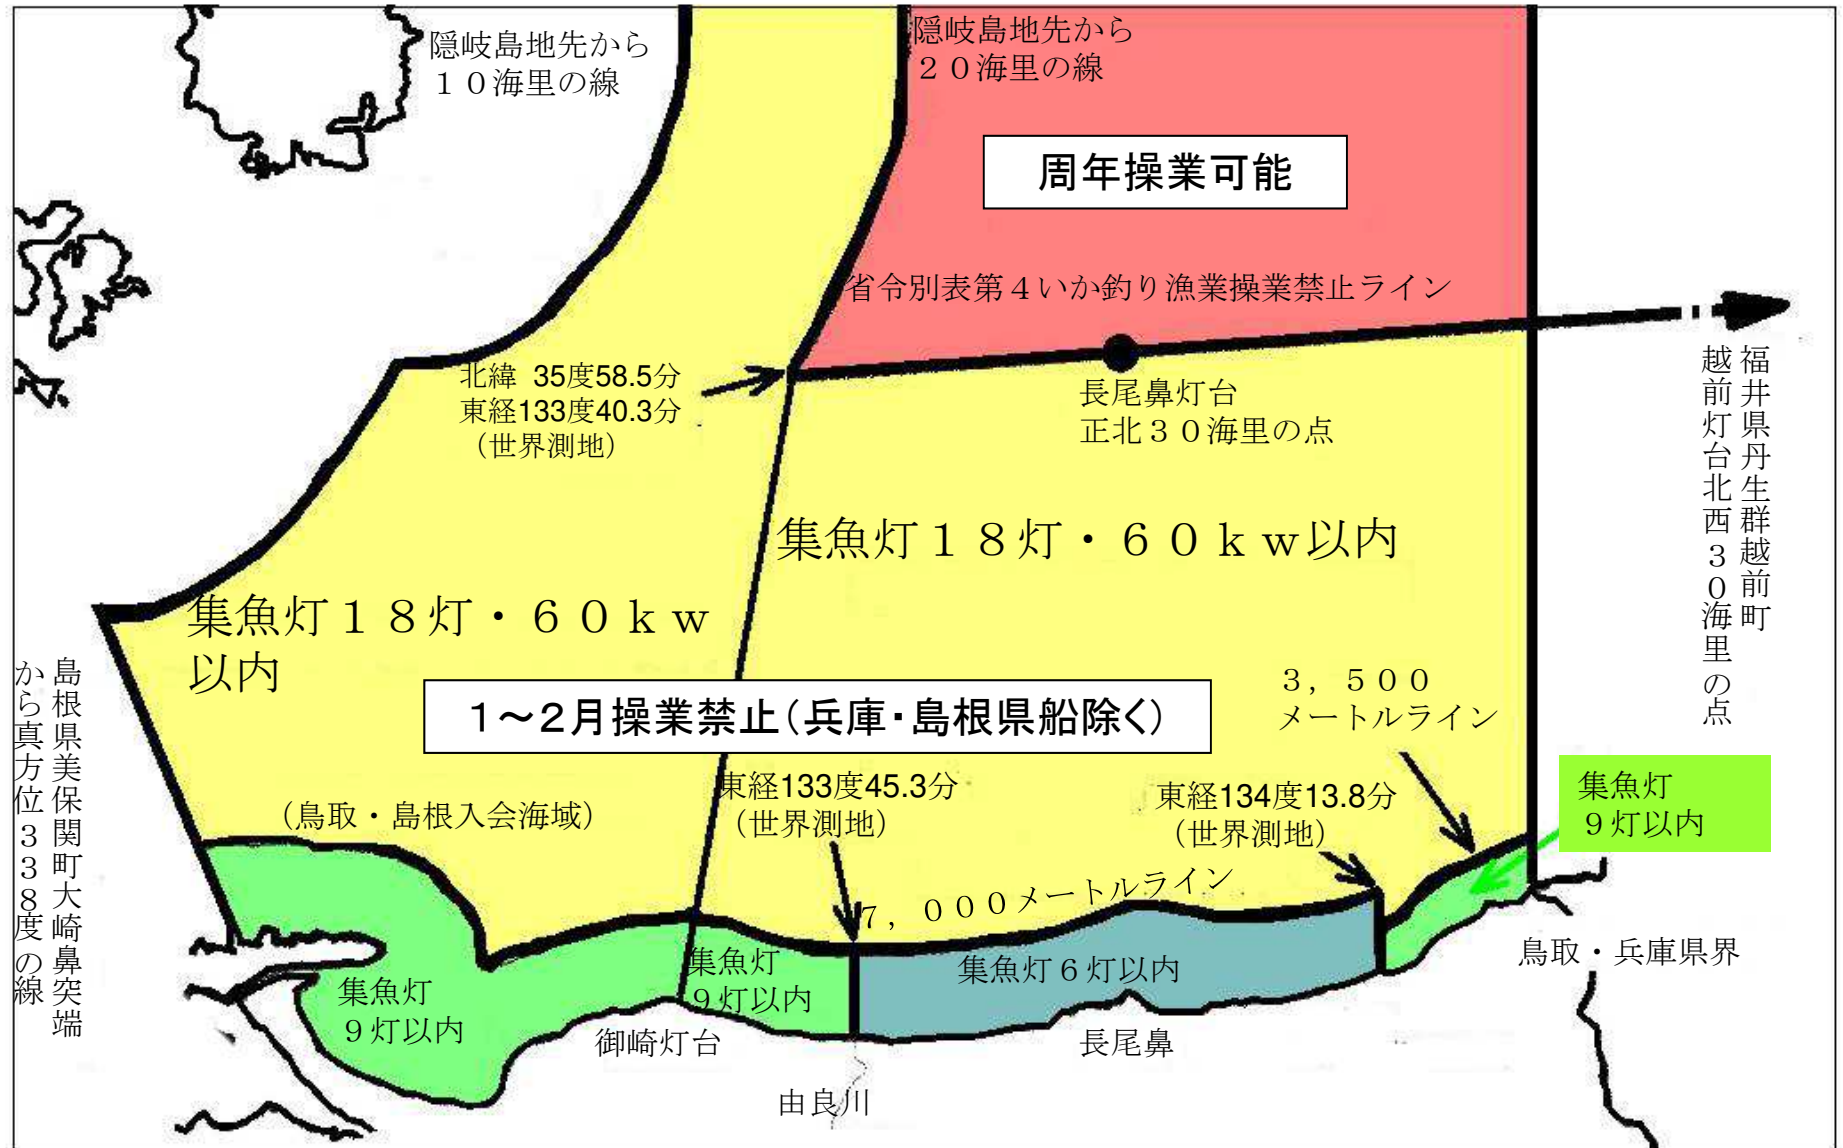 隠岐島地先から
１０海里の線
隠岐島地先から
２０海里の線
周年操業可能
省令別表第４いか釣り漁業操業禁止ライン
北緯 35度58.5分
東経133度40.3分
（世界測地）
長尾鼻灯台
正北３０海里の点
福井県丹生群越前町
越前灯台北西３０海里の点
集魚灯１８灯・６０ｋｗ以内
集魚灯１８灯・６０ｋｗ
以内
島根県美保関町大崎鼻突端
から真方位３３８度の線
１～２月操業禁止（兵庫・島根県船除く）
３，５００
メートルライン
（鳥取・島根入会海域）
東経133度45.3分
（世界測地）
東経134度13.8分
（世界測地）
集魚灯
９灯以内
７，０００メートルライン
集魚灯
９灯以内
集魚灯
９灯以内
集魚灯６灯以内
鳥取・兵庫県界
御崎灯台
長尾鼻
由良川